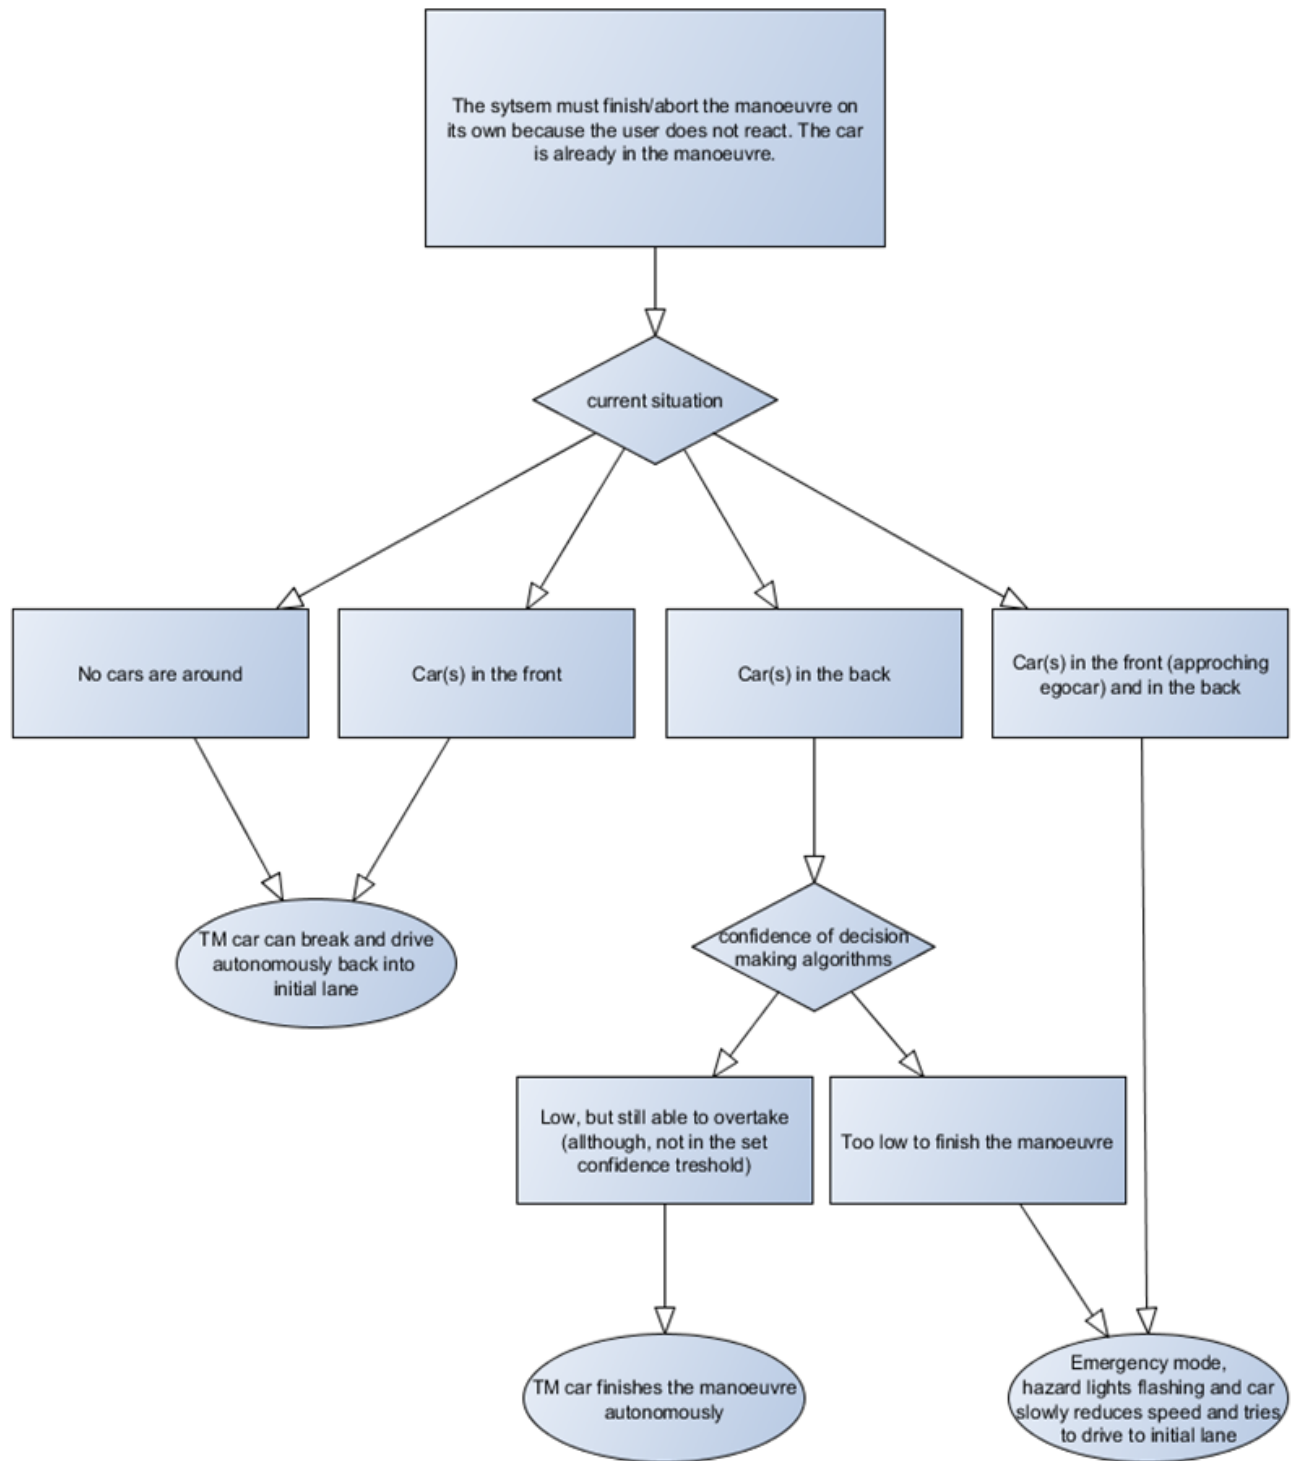 The sytsem must finish/abort the manoeuvre on
its own because the user does not react. The car
is already in the manoeuvre.
current situation
No cars are around
Car(s) in the front
Car(s) in the back
Car(s) in the front (approching
egocar) and in the back
TM car can break and drive
autonomously back into
initial lane
confidence of decision
making algorithms
Low, but still able to overtake
(allthough, not in the set
confidence treshold)
Too low to finish the manoeuvre
TM car finishes the manoeuvre
autonomously
Emergency mode,
hazard lights flashing and car
slowly reduces speed and tries
to drive to initial lane